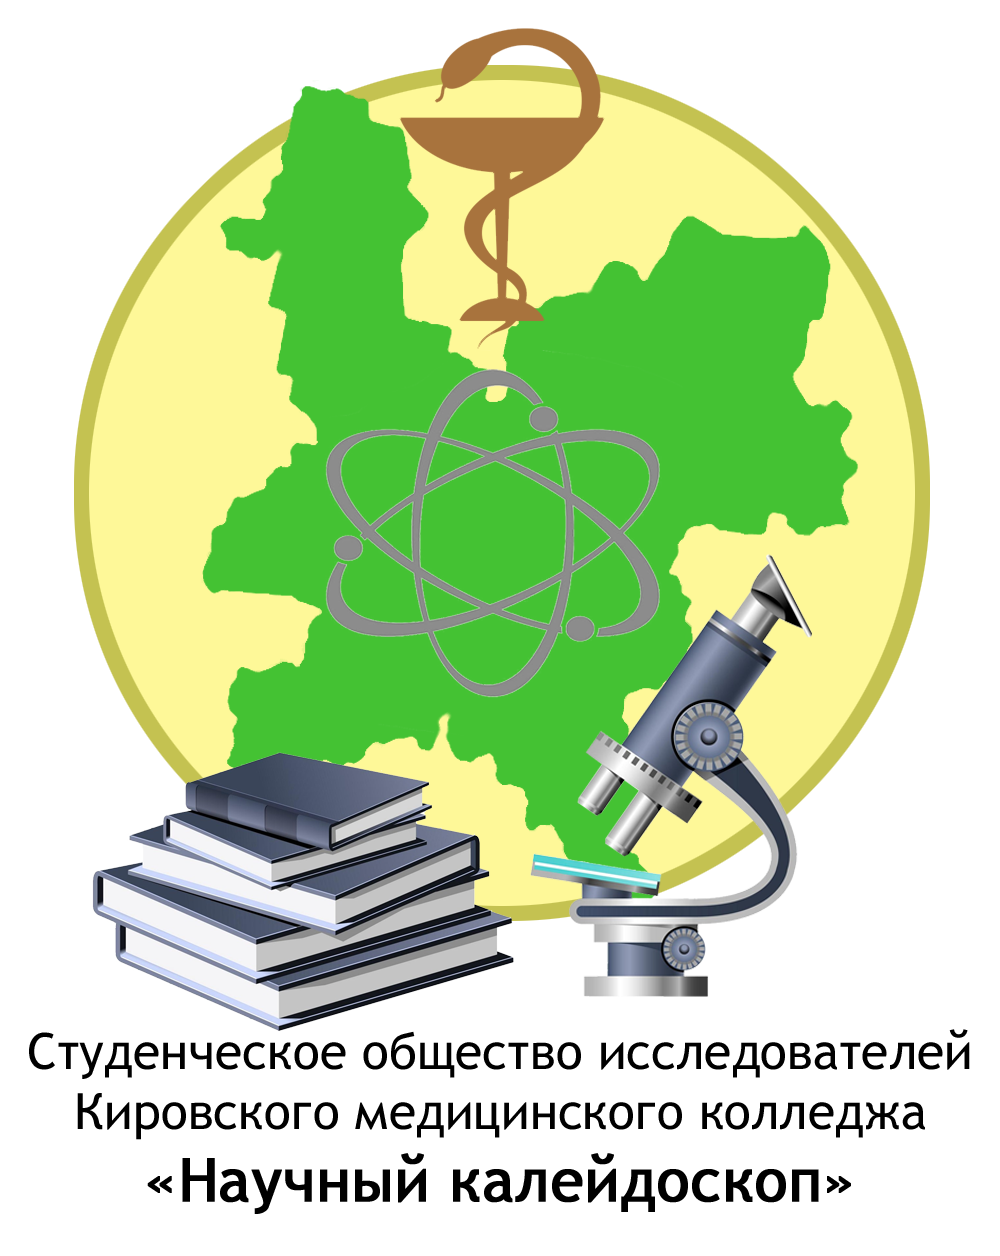 Студенческое общество исследователей
Кировского медицинского колледжа
«Научный калейдоскоп»